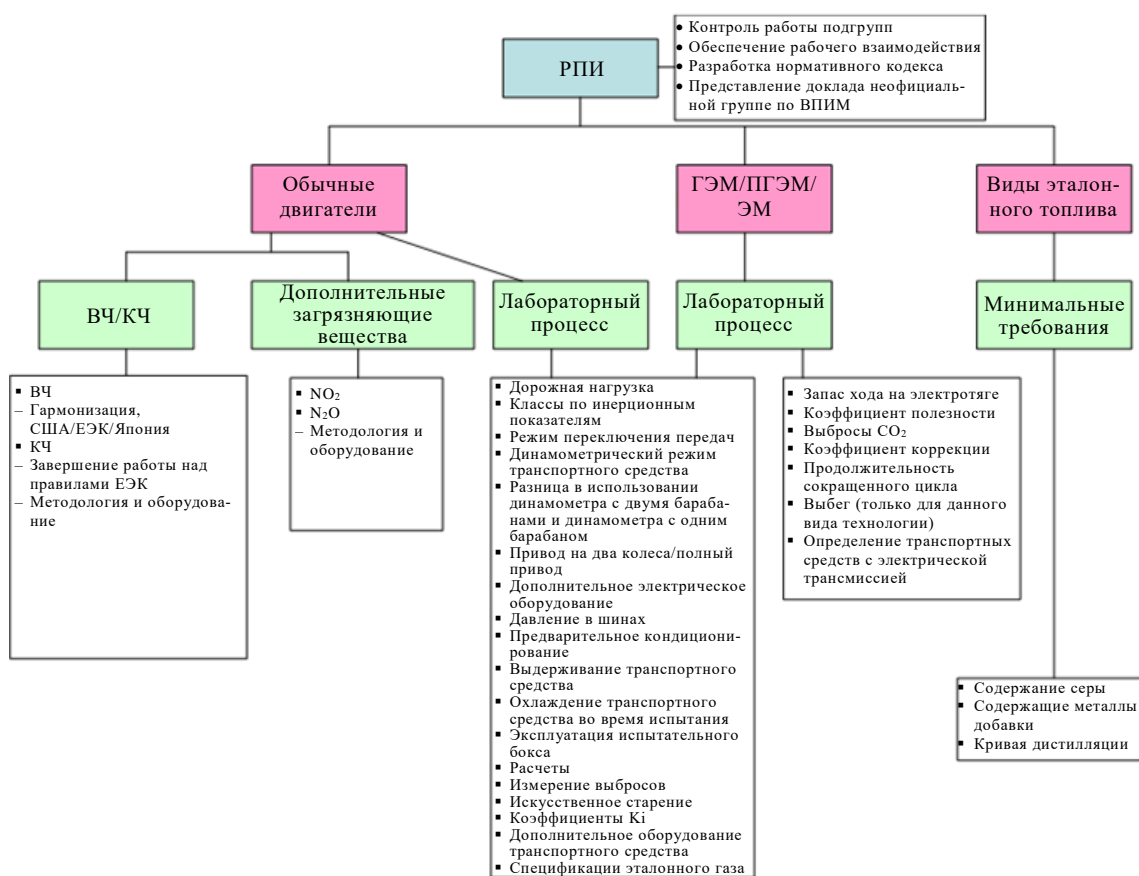 РПИ
• Контроль работы подгрупп
• Обеспечение рабочего взаимодействия
• Разработка нормативного кодекса
• Представление доклада неофициаль-
ной группе по ВПИМ
Обычные
двигатели
ГЭМ/ПГЭМ/
ЭМ
Виды эталон-
ного топлива
ВЧ/КЧ
Дополнительные
загрязняющие
вещества
Лабораторный
процесс
Лабораторный
процесс
Минимальные
требования
▪ ВЧ
– Гармонизация,
США/ЕЭК/Япония
▪ КЧ
– Завершение работы над
правилами ЕЭК
– Методология и оборудова-
ние
▪ NO₂
▪ N₂O
– Методология и
оборудование
▪ Дорожная нагрузка
▪ Классы по инерционным
показателям
▪ Режим переключения передач
▪ Динамометрический режим
транспортного средства
▪ Разница в использовании
динамометра с двумя бараба-
нами и динамометра с одним
барабаном
▪ Привод на два колеса/полный
привод
▪ Дополнительное электрическое
оборудование
▪ Давление в шинах
▪ Предварительное кондициони-
рование
▪ Выдерживание транспортного
средства
▪ Охлаждение транспортного
средства во время испытания
▪ Эксплуатация испытательного
бокса
▪ Расчеты
▪ Измерение выбросов
▪ Искусственное старение
▪ Коэффициенты Ki
▪ Дополнительное оборудование
транспортного средства
▪ Спецификации эталонного газа
▪ Запас хода на электротяге
▪ Коэффициент полезности
▪ Выбросы CO₂
▪ Коэффициент коррекции
▪ Продолжительность
сокращенного цикла
▪ Выбег (только для данного
вида технологии)
▪ Определение транспортных
средств с электрической
трансмиссией
▪ Содержание серы
▪ Содержащие металлы
добавки
▪ Кривая дистилляции